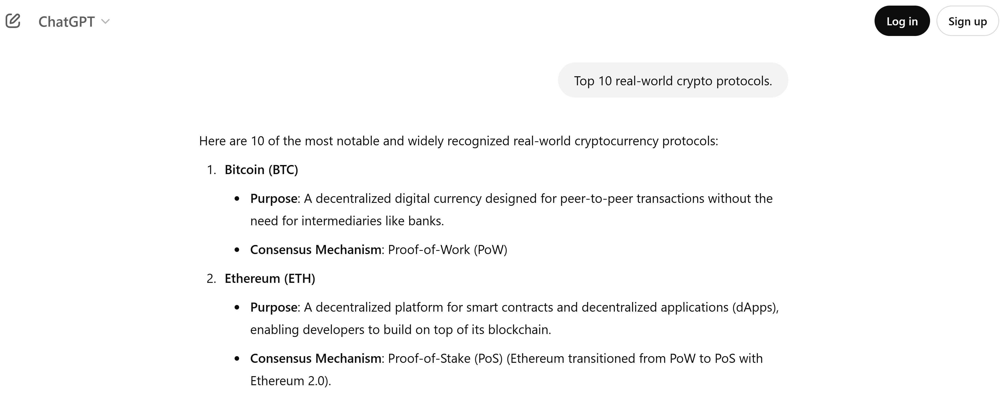 ChatGPT
Log in
Sign up
Top 10 real-world crypto protocols.
Here are 10 of the most notable and widely recognized real-world cryptocurrency protocols:
1. Bitcoin (BTC)
• Purpose: A decentralized digital currency designed for peer-to-peer transactions without the
need for intermediaries like banks.
• Consensus Mechanism: Proof-of-Work (PoW)
2. Ethereum (ETH)
• Purpose: A decentralized platform for smart contracts and decentralized applications (dApps),
enabling developers to build on top of its blockchain.
• Consensus Mechanism: Proof-of-Stake (PoS) (Ethereum transitioned from PoW to PoS with
Ethereum 2.0).